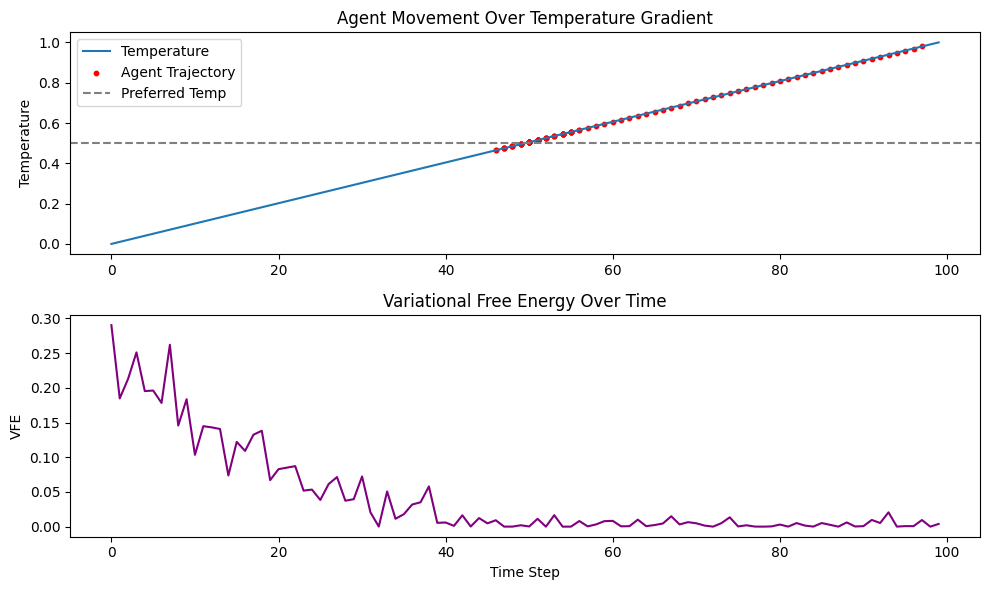 Agent Movement Over Temperature Gradient
Temperature
Agent Trajectory
Preferred Temp
Temperature
1.0
0.8
0.6
0.4
0.2
0.0
0 20 40 60 80 100
Variational Free Energy Over Time
VFE
0.30
0.25
0.20
0.15
0.10
0.05
0.00
0 20 40 60 80 100
Time Step